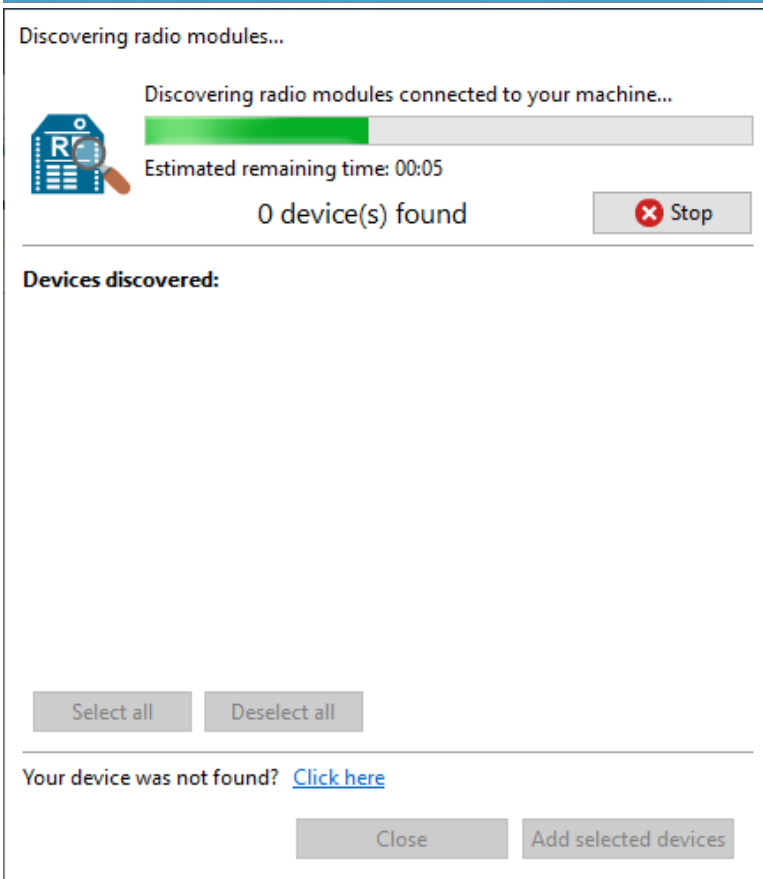 Discovering radio modules...
Discovering radio modules connected to your machine...
Estimated remaining time: 00:05
0 device(s) found
Stop
Devices discovered:
Select all
Deselect all
Your device was not found? Click here
Close
Add selected devices